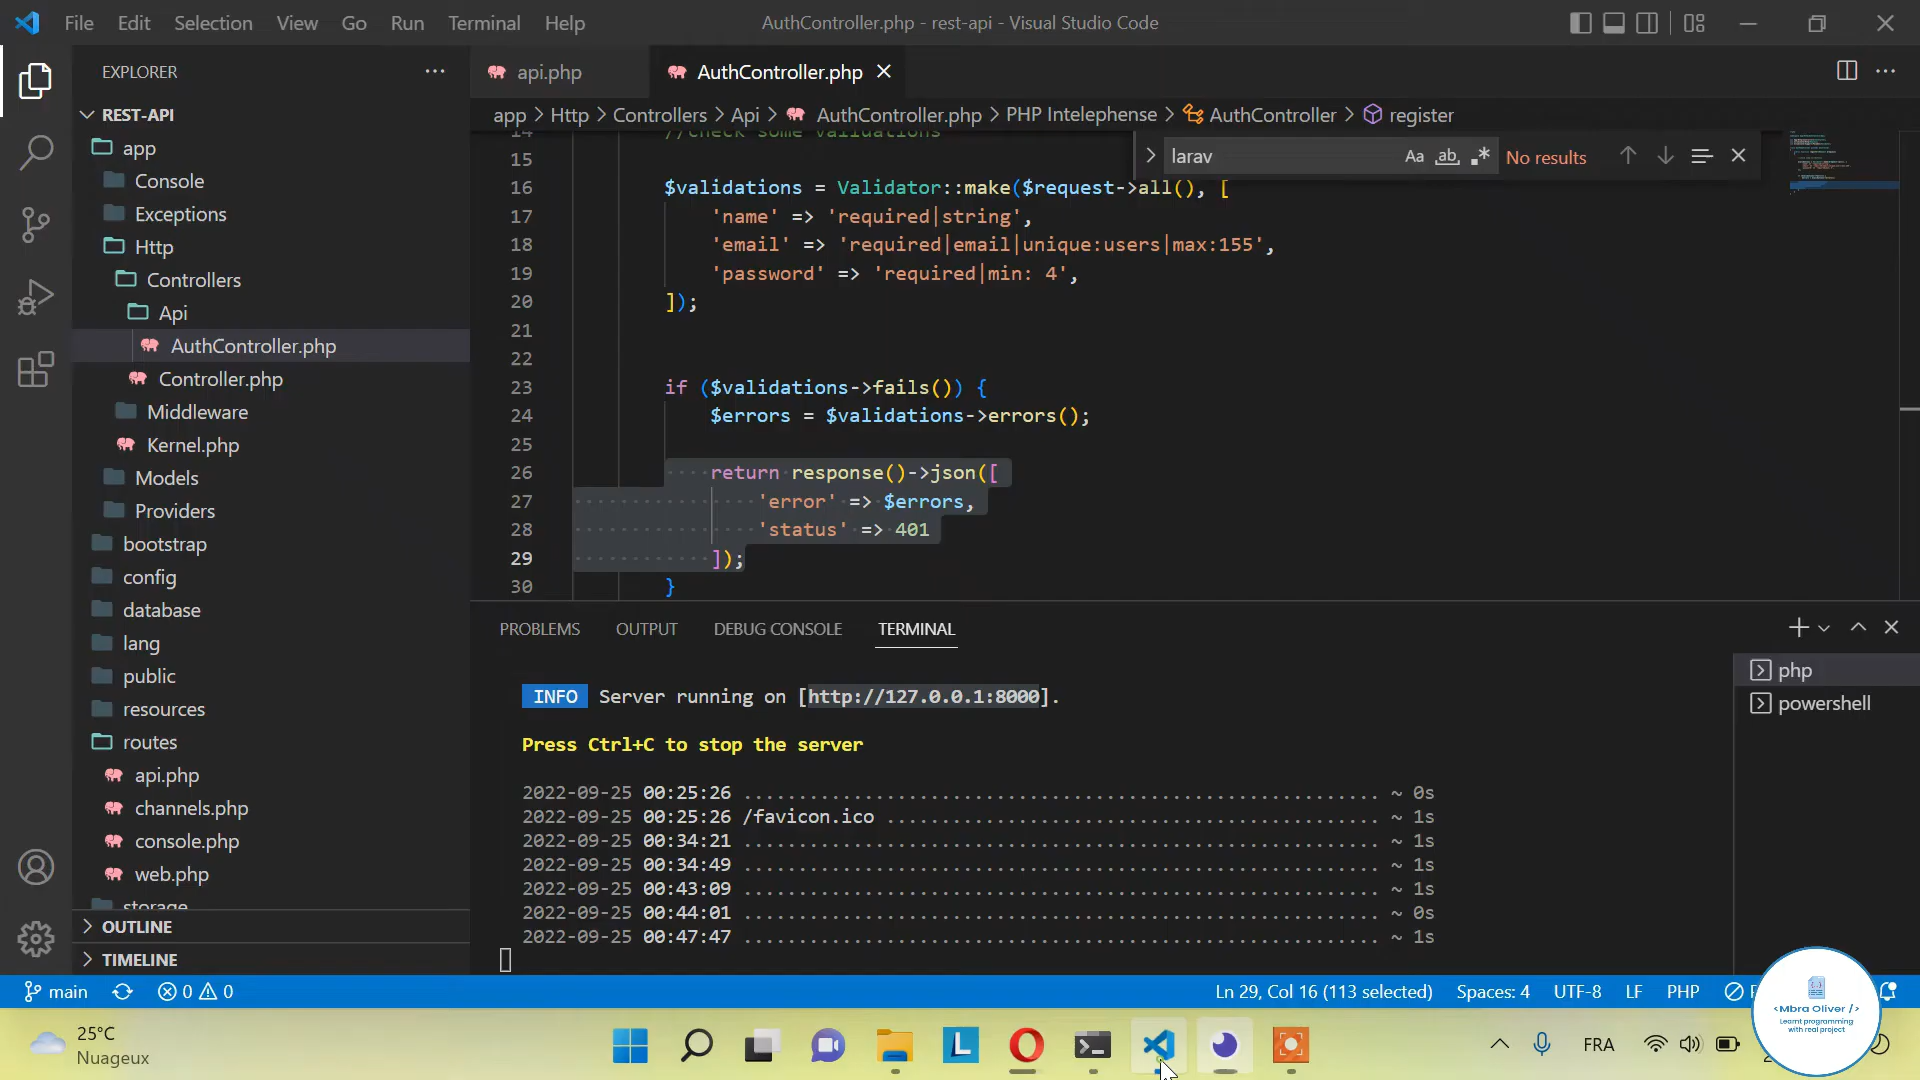 File Edit Selection View Go Run Terminal Help
AuthController.php - rest-api - Visual Studio Code
EXPLORER
REST-API
app
Console
Exceptions
Http
Controllers
Api
AuthController.php
Controller.php
Middleware
Kernel.php
Models
Providers
bootstrap
config
database
lang
public
resources
routes
api.php
channels.php
console.php
web.php
storage
OUTLINE
TIMELINE
api.php
AuthController.php
app > Http > Controllers > Api > AuthController.php > PHP Intelephense > AuthController > register
larav Aa ab .* No results
14 //check some validations
15
16 $validations = Validator::make($request->all(), [
17 'name' => 'required|string',
18 'email' => 'required|email|unique:users|max:155',
19 'password' => 'required|min: 4',
20 ]);
21
22
23 if ($validations->fails()) {
24 $errors = $validations->errors();
25
26 return response()->json([
27 'error' => $errors,
28 'status' => 401
29 ]);
30 }
PROBLEMS OUTPUT DEBUG CONSOLE TERMINAL
INFO Server running on [http://127.0.0.1:8000].
Press Ctrl+C to stop the server
2022-09-25 00:25:26 ........................................................ ~ 0s
2022-09-25 00:25:26 /favicon.ico ........................................... ~ 1s
2022-09-25 00:34:21 ........................................................ ~ 1s
2022-09-25 00:34:49 ........................................................ ~ 1s
2022-09-25 00:43:09 ........................................................ ~ 1s
2022-09-25 00:44:01 ........................................................ ~ 0s
2022-09-25 00:47:47 ........................................................ ~ 1s
php
powershell
main
0 0
Ln 29, Col 16 (113 selected) Spaces: 4 UTF-8 LF PHP
<Mbra Oliver />
Learnt programming
with real project
25°C
Nuageux
L
FRA